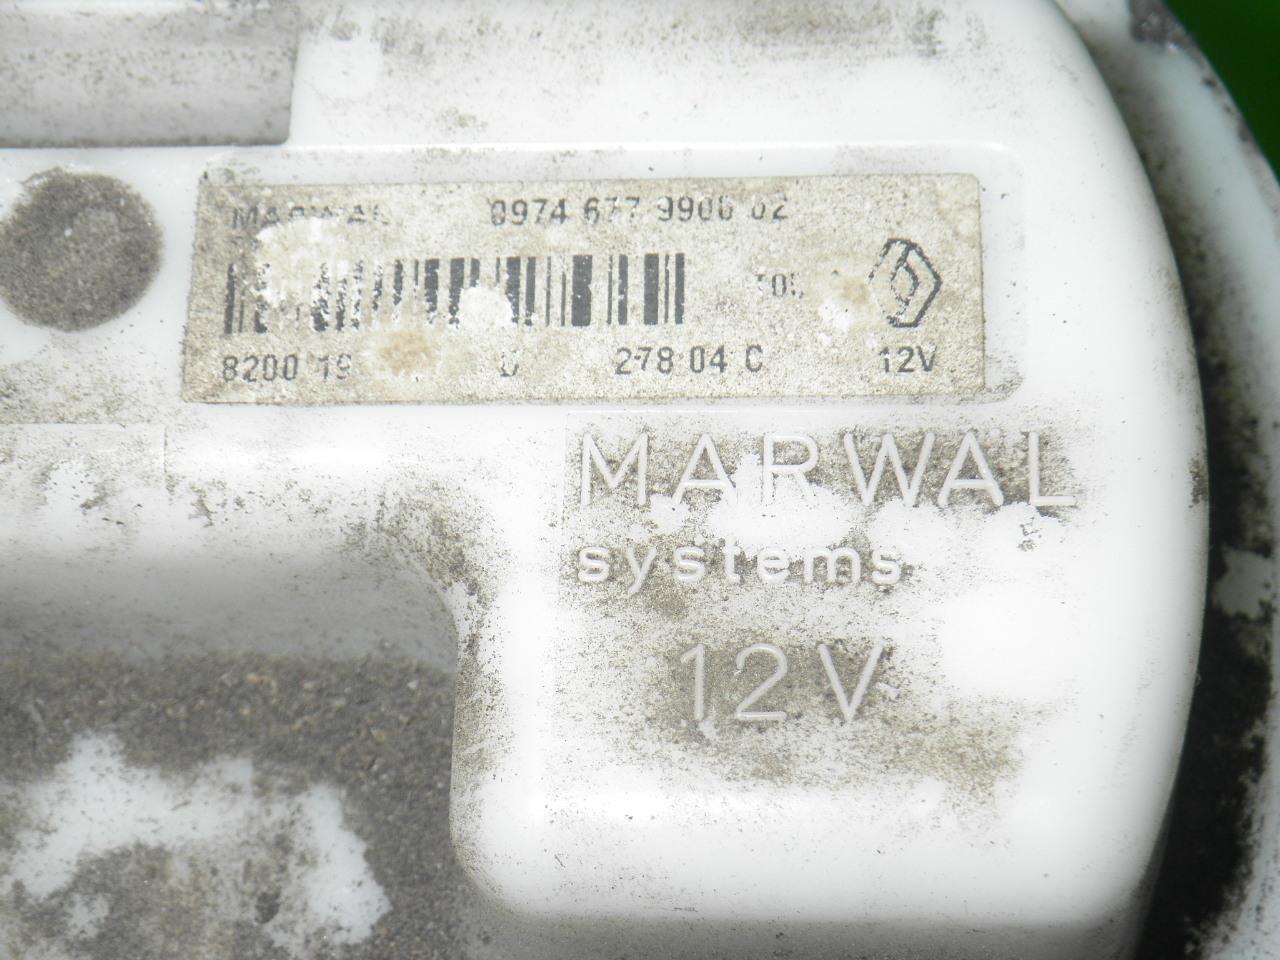 MARWAL 0974 677 9900 02
8200 19
278 04 C 12V
MARWAL
systems
12V